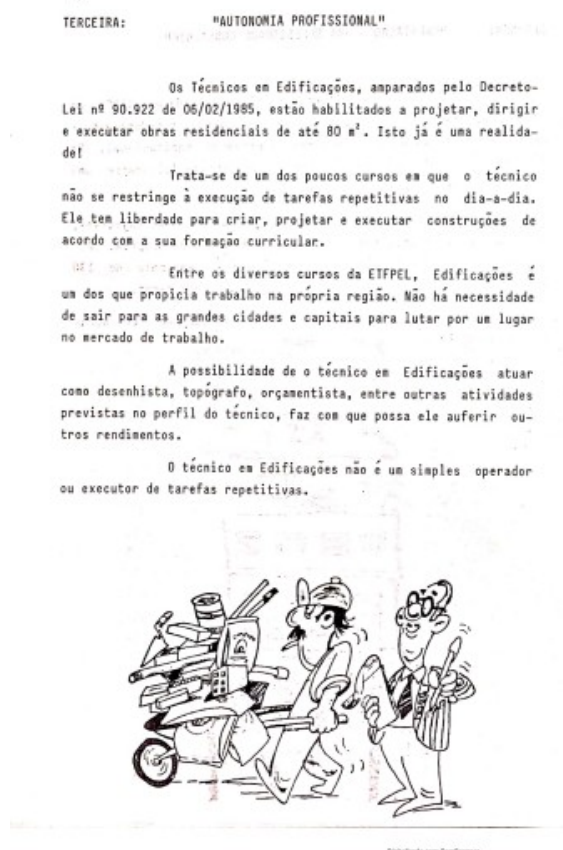 TERCEIRA: "AUTONOMIA PROFISSIONAL"
Os Técnicos em Edificações, amparados pelo Decreto-
Lei nº 90.922 de 06/02/1985, estão habilitados a projetar, dirigir
e executar obras residenciais de até 80 m². Isto já é uma realida-
de!
Trata-se de um dos poucos cursos em que o técnico
não se restringe à execução de tarefas repetitivas no dia-a-dia.
Ele tem liberdade para criar, projetar e executar construções de
acordo com a sua formação curricular.
Entre os diversos cursos da ETFPEL, Edificações é
um dos que propicia trabalho na própria região. Não há necessidade
de sair para as grandes cidades e capitais para lutar por um lugar
no mercado de trabalho.
A possibilidade de o técnico em Edificações atuar
como desenhista, topógrafo, orçamentista, entre outras atividades
previstas no perfil do técnico, faz com que possa ele auferir ou-
tros rendimentos.
O técnico em Edificações não é um simples operador
ou executor de tarefas repetitivas.